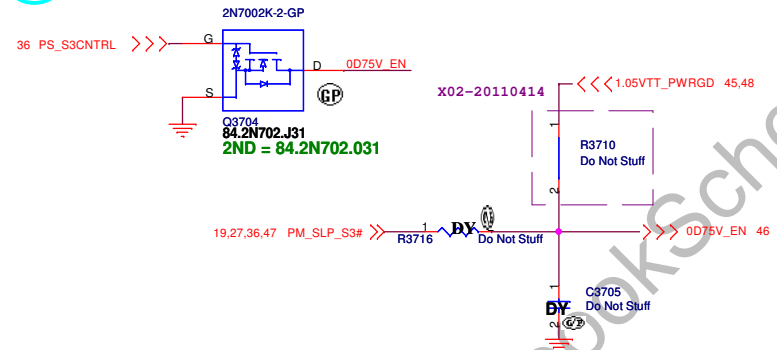 2N7002K-2-GP
36 PS_S3CNTRL
G
D
0D75V_EN
S
GP
Q3704
84.2N702.J31
2ND = 84.2N702.031
X02-20110414
1.05VTT_PWRGD 45,48
1
R3710
Do Not Stuff
2
19,27,36,47 PM_SLP_S3#
1
R3716
DY
Do Not Stuff
0D75V_EN 46
1
C3705
DY
Do Not Stuff
2
G/P
ookSche